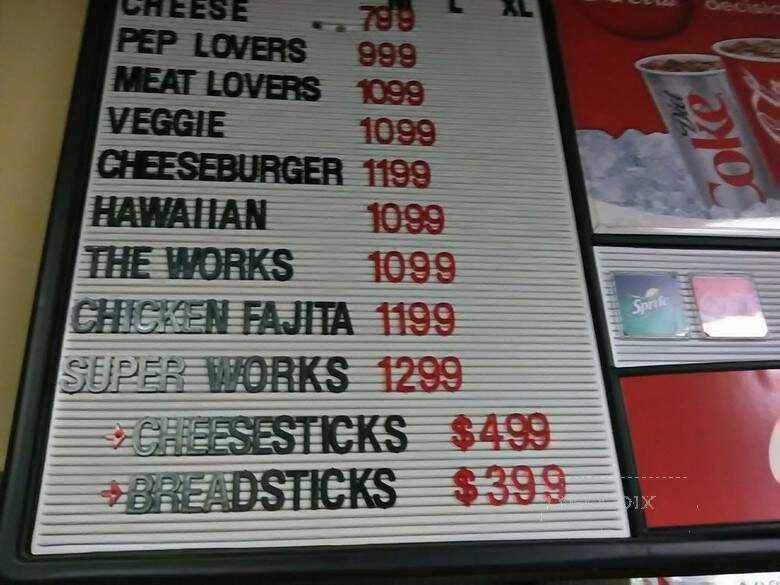 CHEESE 799 M L XL
PEP LOVERS 999
MEAT LOVERS 1099
VEGGIE 1099
CHEESEBURGER 1199
HAWAIIAN 1099
THE WORKS 1099
CHICKEN FAJITA 1199
SUPER WORKS 1299
CHEESESTICKS $499
BREADSTICKS $399
Diet Coke
Sprite